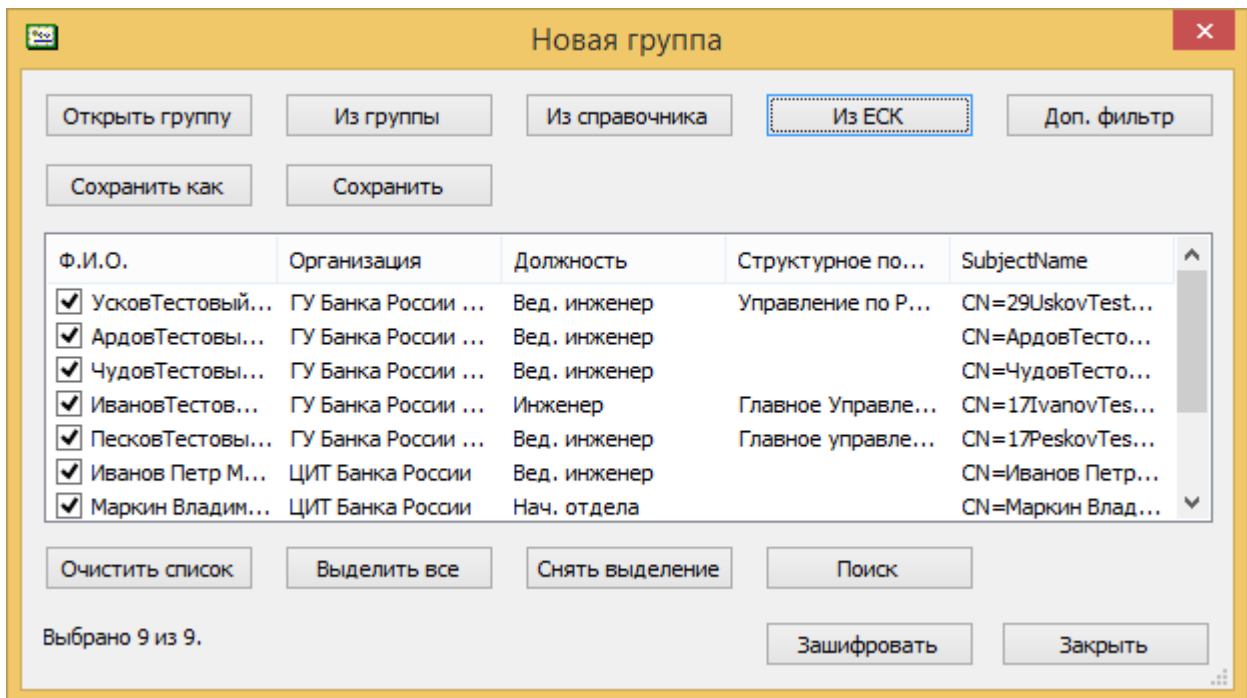 Новая группа
Открыть группу Из группы Из справочника Из ЕСК Доп. фильтр
Сохранить как Сохранить
Ф.И.О. Организация Должность Структурное по... SubjectName
УсковТестовый... ГУ Банка России ... Вед. инженер Управление по Р... CN=29UskovTest...
АрдовТестовы... ГУ Банка России ... Вед. инженер CN=АрдовТесто...
ЧудовТестовы... ГУ Банка России ... Вед. инженер CN=ЧудовТесто...
ИвановТестов... ГУ Банка России ... Инженер Главное Управле... CN=17IvanovTes...
ПесковТестовы... ГУ Банка России ... Вед. инженер Главное управле... CN=17PeskovTes...
Иванов Петр М... ЦИТ Банка России Вед. инженер CN=Иванов Петр...
Маркин Владим... ЦИТ Банка России Нач. отдела CN=Маркин Влад...
Очистить список Выделить все Снять выделение Поиск
Выбрано 9 из 9.
Зашифровать Закрыть